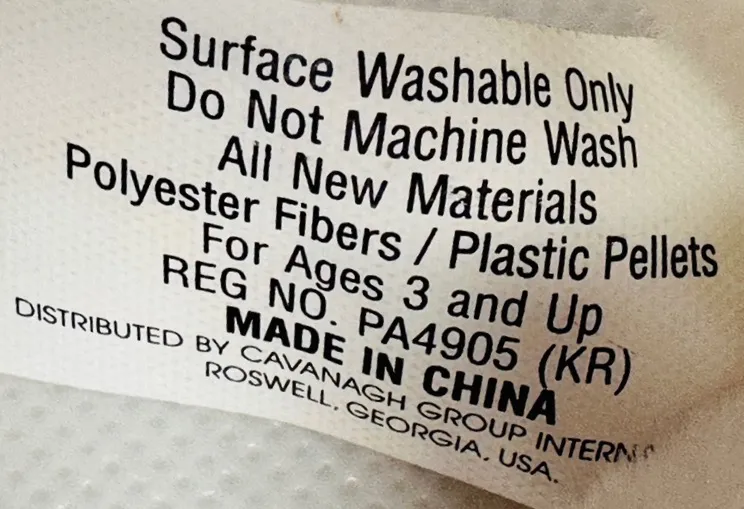 Surface Washable Only
Do Not Machine Wash
All New Materials
Polyester Fibers / Plastic Pellets
For Ages 3 and Up
REG NO. PA4905 (KR)
MADE IN CHINA
DISTRIBUTED BY CAVANAGH GROUP
ROSWELL, GEORGIA, USA.